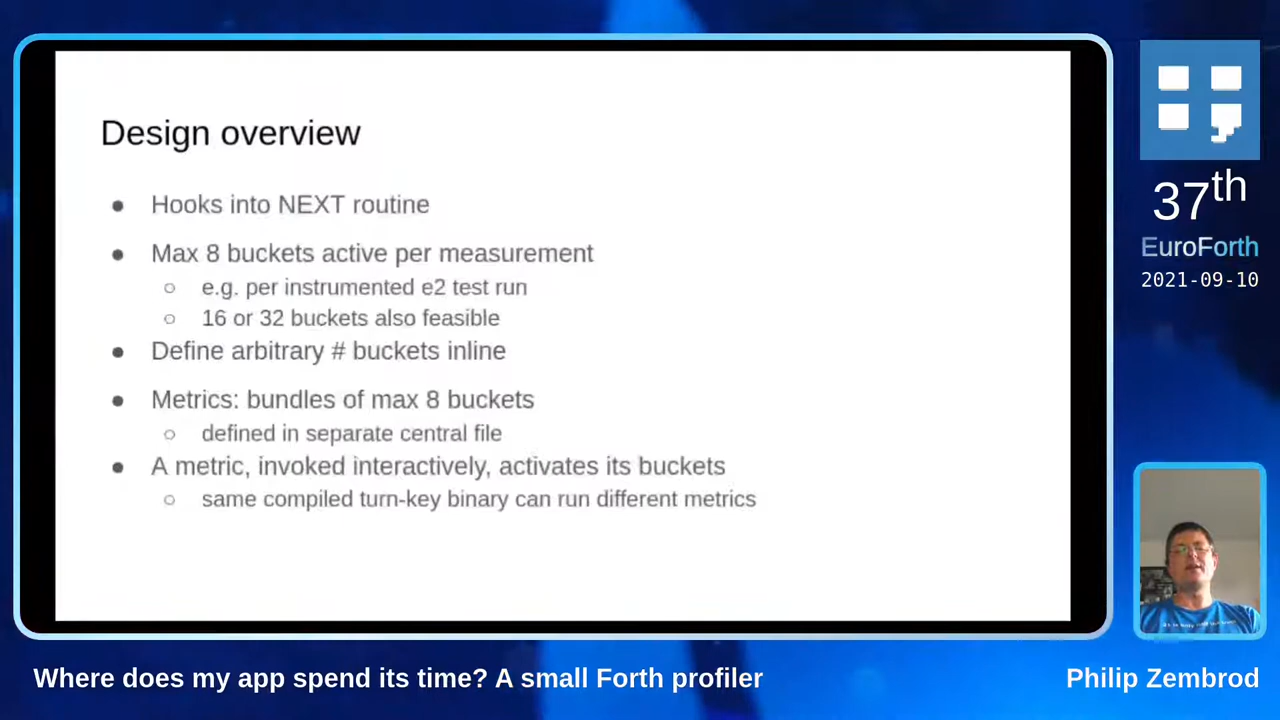 Design overview
● Hooks into NEXT routine
● Max 8 buckets active per measurement
○ e.g. per instrumented e2 test run
○ 16 or 32 buckets also feasible
● Define arbitrary # buckets inline
● Metrics: bundles of max 8 buckets
○ defined in separate central file
● A metric, invoked interactively, activates its buckets
○ same compiled turn-key binary can run different metrics
37th
EuroForth
2021-09-10
Where does my app spend its time? A small Forth profiler
Philip Zembrod